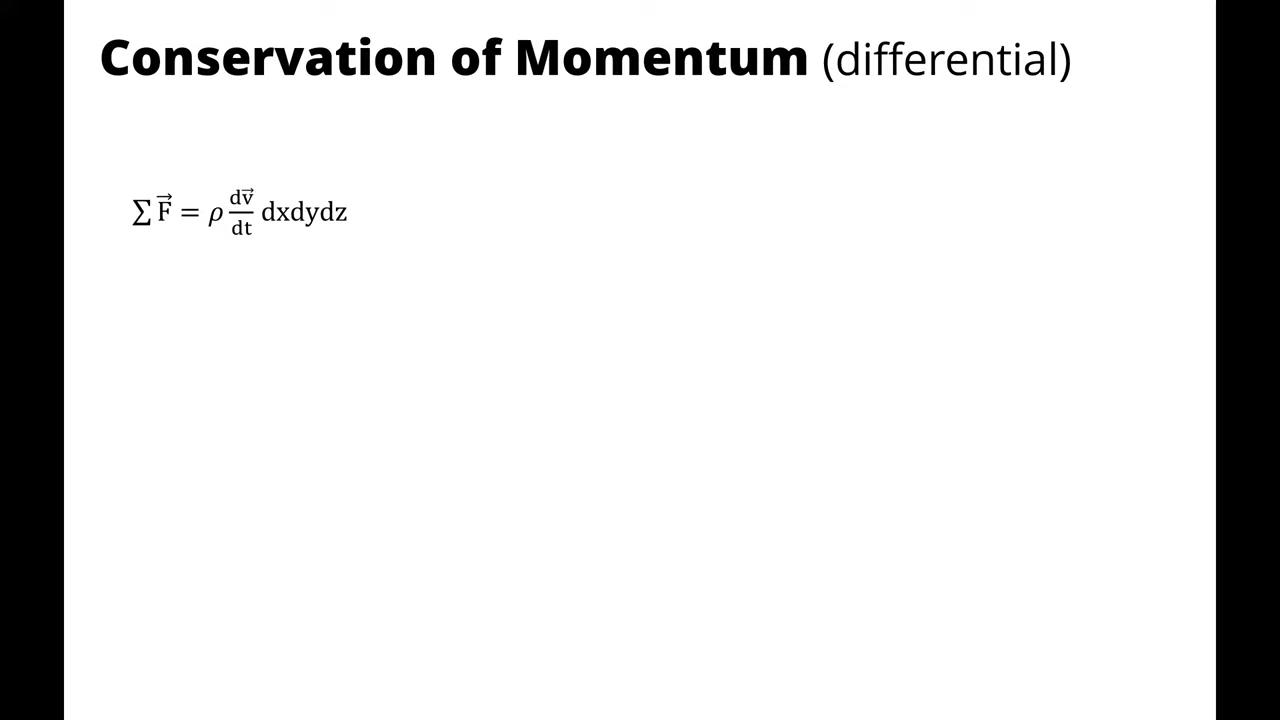 Conservation of Momentum (differential)
∑F⃗ = ρ dv⃗/dt dxdydz